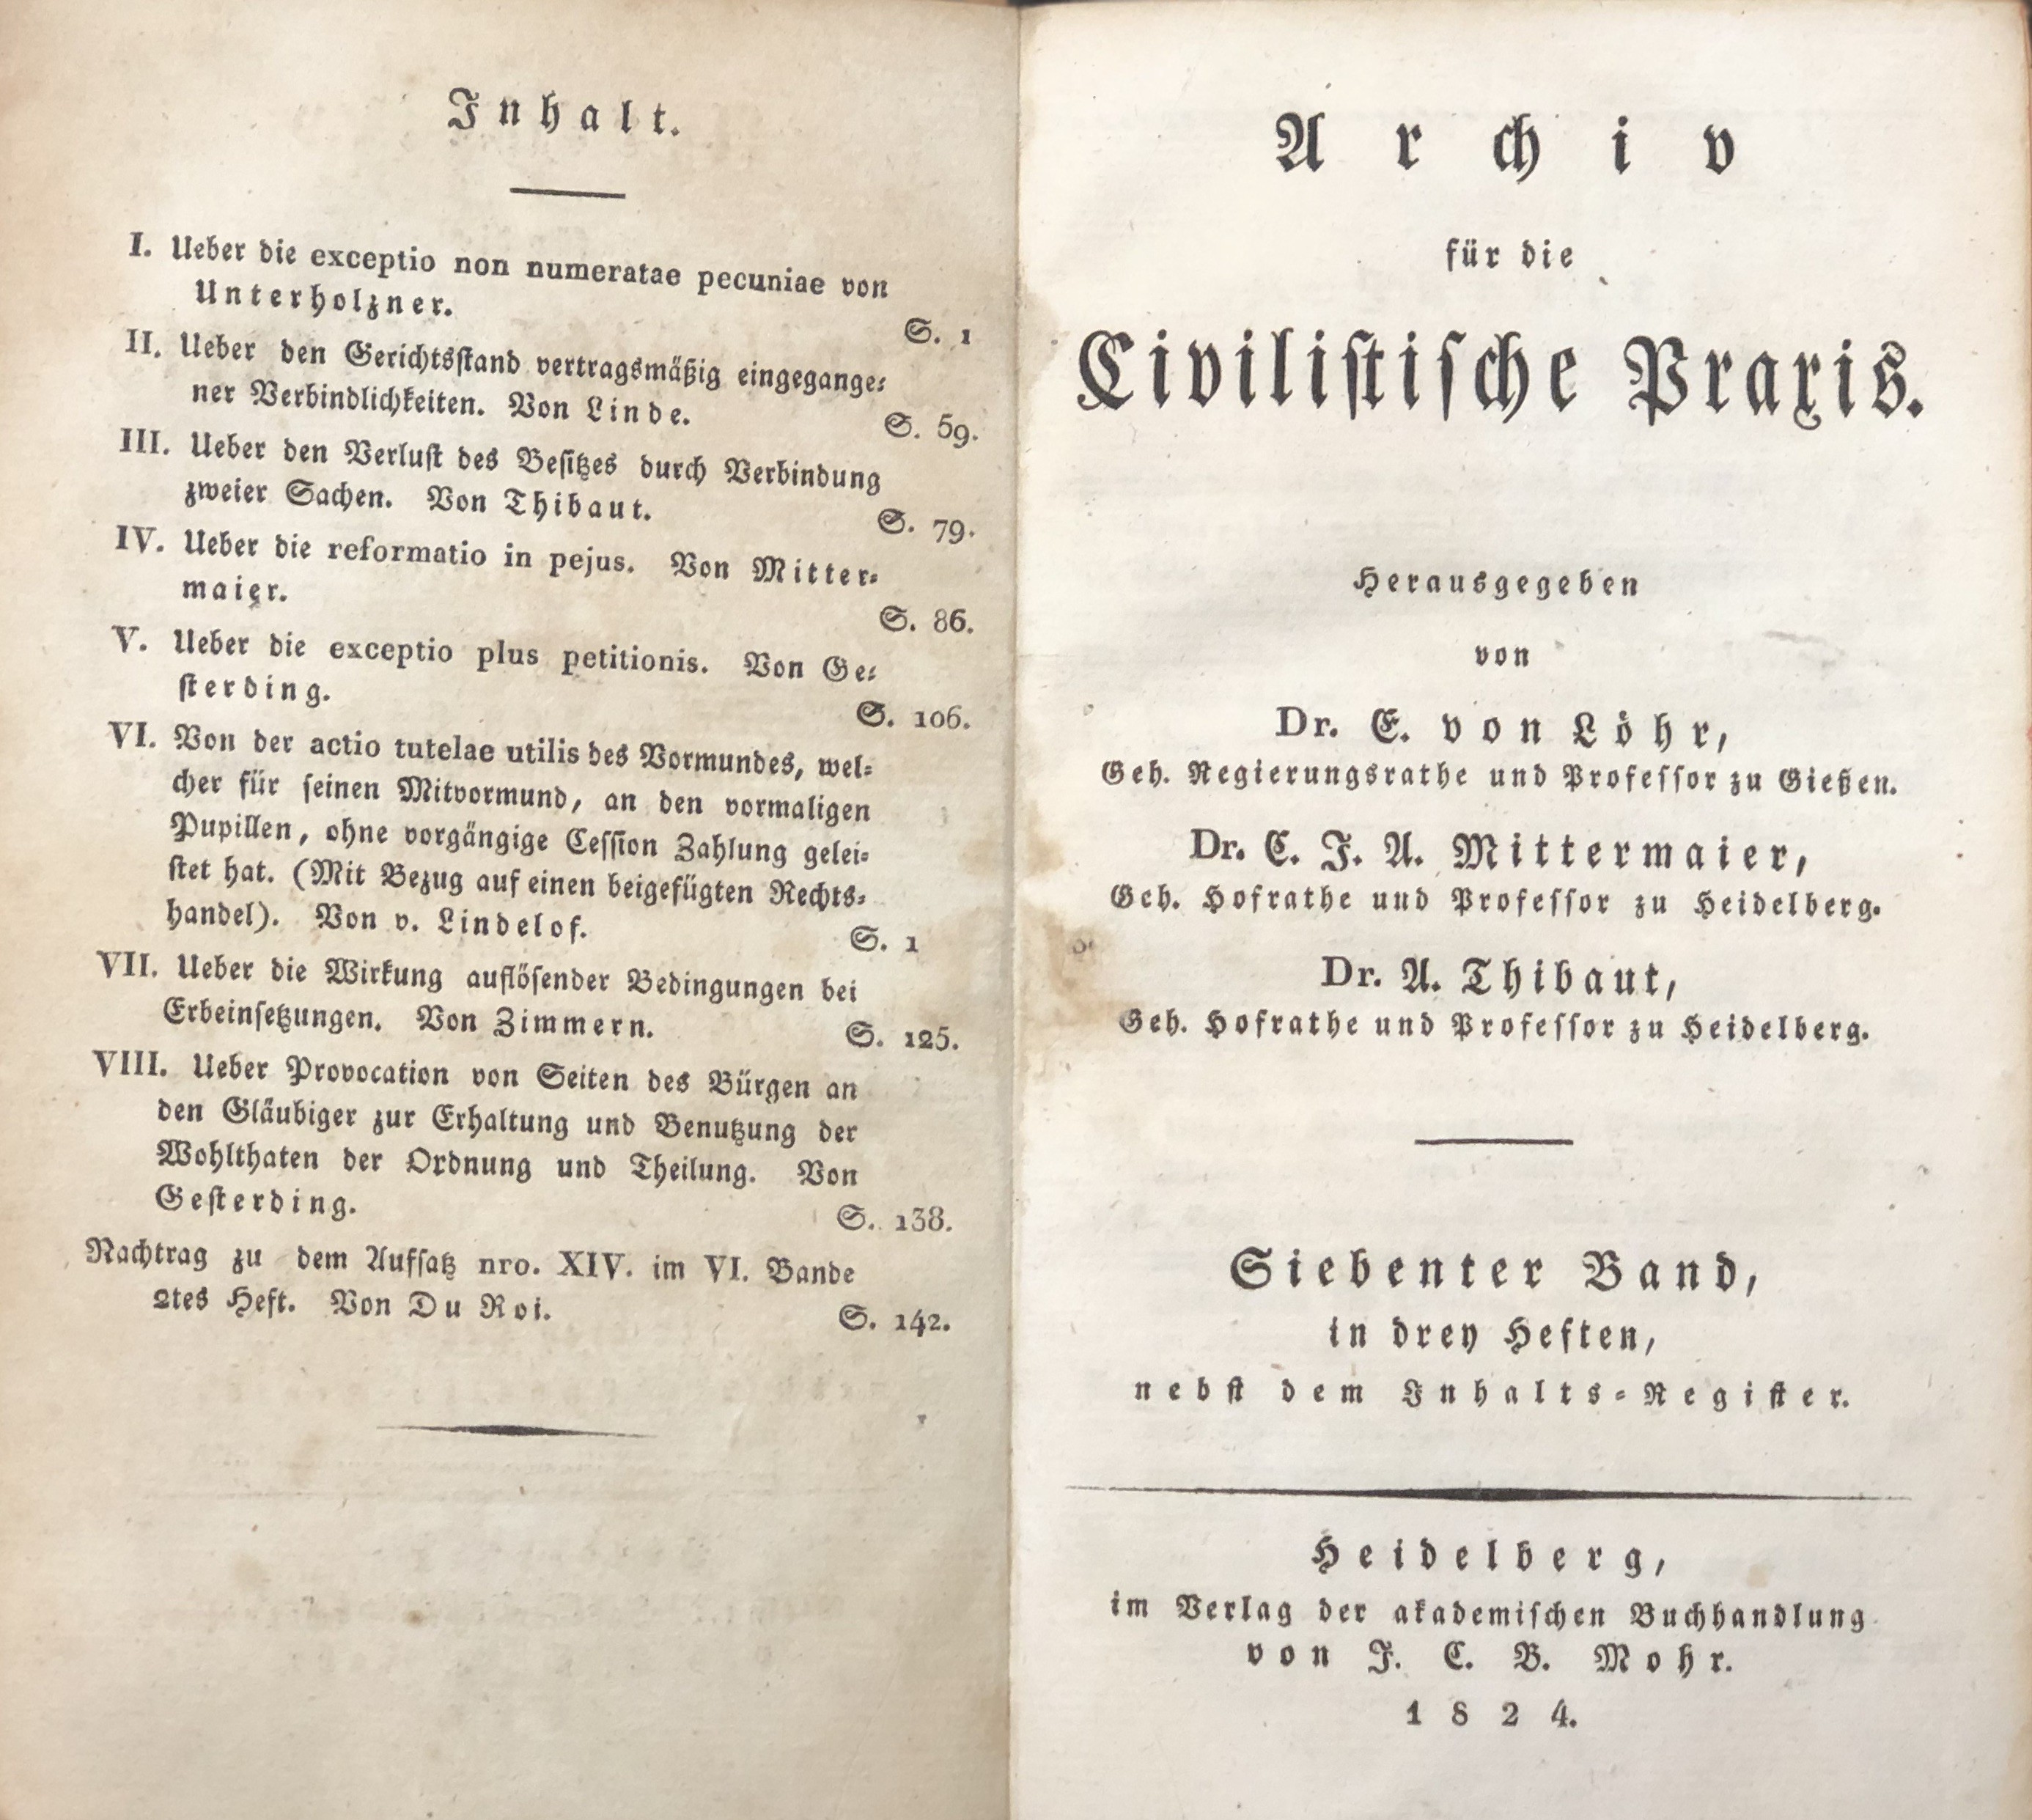 Inhalt.
I. Ueber die exceptio non numeratae pecuniae von
Unterholzner. S. 1
II. Ueber den Gerichtsstand vertragsmäßig eingegange⸗
ner Verbindlichkeiten. Von Linde. S. 59.
III. Ueber den Verlust des Besitzes durch Verbindung
zweier Sachen. Von Thibaut. S. 79.
IV. Ueber die reformatio in pejus. Von Mitter⸗
maier. S. 86.
V. Ueber die exceptio plus petitionis. Von Ge⸗
sterding. S. 106.
VI. Von der actio tutelae utilis des Vormundes, wel⸗
cher für seinen Mitvormund, an den vormaligen
Pupillen, ohne vorgängige Cession Zahlung gelei⸗
stet hat. (Mit Bezug auf einen beigefügten Rechts⸗
handel). Von v. Lindelof. S. 1
VII. Ueber die Wirkung auflösender Bedingungen bei
Erbeinsetzungen. Von Zimmern. S. 125.
VIII. Ueber Provocation von Seiten des Bürgen an
den Gläubiger zur Erhaltung und Benutzung der
Wohlthaten der Ordnung und Theilung. Von
Gesterding. S. 138.
Nachtrag zu dem Aufsatz nro. XIV. im VI. Bande
2tes Heft. Von Du Roi. S. 142.
Archiv
für die
Civilistische Praxis.
Herausgegeben
von
Dr. E. von Löhr,
Geh. Regierungsrathe und Professor zu Gießen.
Dr. C. J. A. Mittermaier,
Geh. Hofrathe und Professor zu Heidelberg.
Dr. A. Thibaut,
Geh. Hofrathe und Professor zu Heidelberg.
Siebenter Band,
in drey Heften,
nebst dem Inhalts⸗Register.
Heidelberg,
im Verlag der akademischen Buchhandlung
von J. C. B. Mohr.
1824.